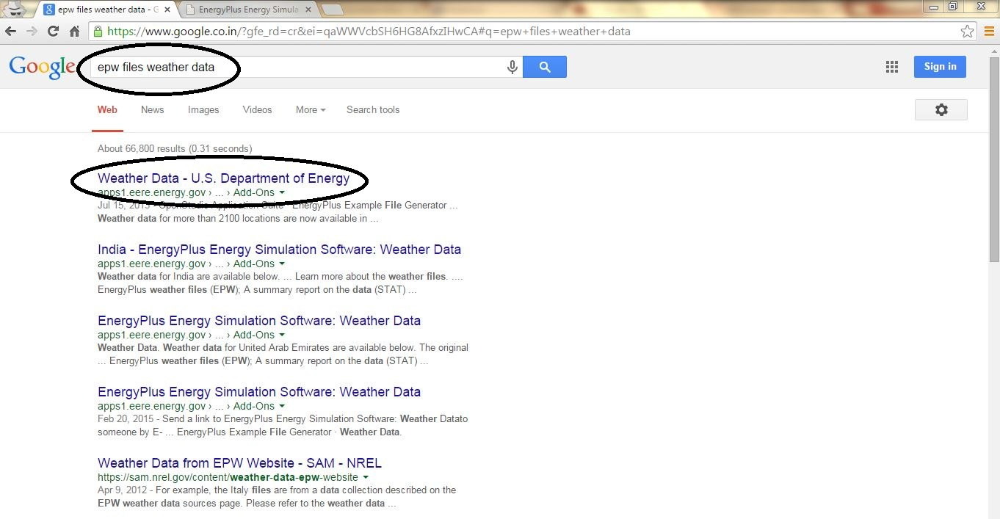 epw files weather data - G
EnergyPlus Energy Simula
https://www.google.co.in/?gfe_rd=cr&ei=qaWWVcbSH6HG8AfxzIHwCA#q=epw+files+weather+data
Google
epw files weather data
Sign in
Web News Images Videos More Search tools
About 66,800 results (0.31 seconds)
Weather Data - U.S. Department of Energy
apps1.eere.energy.gov › ... › Add-Ons
Jul 15, 2013 - OpenStudio Application Suite · EnergyPlus Example File Generator ...
Weather data for more than 2100 locations are now available in ...
India - EnergyPlus Energy Simulation Software: Weather Data
apps1.eere.energy.gov › ... › Add-Ons
Weather data for India are available below. ... Learn more about the weather files. ....
EnergyPlus weather files (EPW); A summary report on the data (STAT) ...
EnergyPlus Energy Simulation Software: Weather Data
apps1.eere.energy.gov › ... › Add-Ons
Weather Data. Weather data for United Arab Emirates are available below. The original
... EnergyPlus weather files (EPW); A summary report on the data (STAT) ...
EnergyPlus Energy Simulation Software: Weather Data
apps1.eere.energy.gov › ... › Add-Ons
Feb 20, 2015 - Send a link to EnergyPlus Energy Simulation Software: Weather Datato
someone by E- ... EnergyPlus Example File Generator · Weather Data.
Weather Data from EPW Website - SAM - NREL
https://sam.nrel.gov/content/weather-data-epw-website
Apr 9, 2012 - For example, the Italy files are from a data collection described on the
EPW weather data sources page. Please refer to the weather data ...